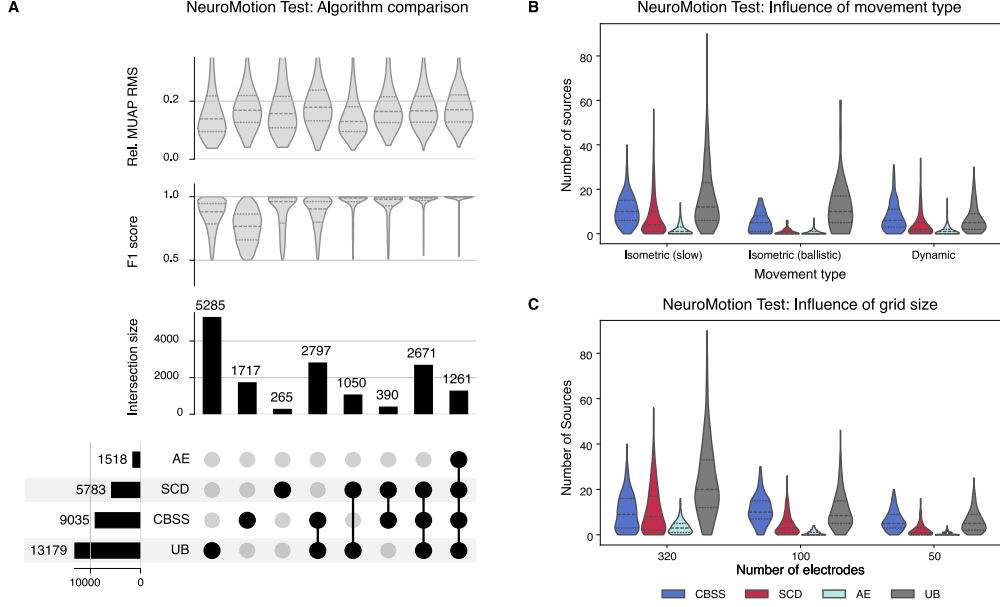 A
NeuroMotion Test: Algorithm comparison
Rel. MUAP RMS
0.2
0.0
F1 score
1.0
0.5
Intersection size
4000
2000
0
5285
1717
265
2797
1050
390
2671
1261
1518
AE
5783
SCD
9035
CBSS
13179
UB
10000
0
B
NeuroMotion Test: Influence of movement type
Number of sources
80
60
40
20
0
Isometric (slow)
Isometric (ballistic)
Dynamic
Movement type
C
NeuroMotion Test: Influence of grid size
Number of Sources
80
60
40
20
0
320
100
50
Number of electrodes
CBSS
SCD
AE
UB